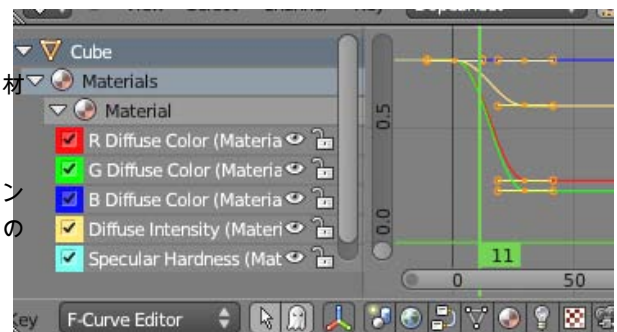 Cube
材
Materials
Material
R Diffuse Color (Materia
G Diffuse Color (Materia
ン
B Diffuse Color (Materia
の
Diffuse Intensity (Materi
Specular Hardness (Mat
0.5
0.0
11
0
50
ey
F-Curve Editor